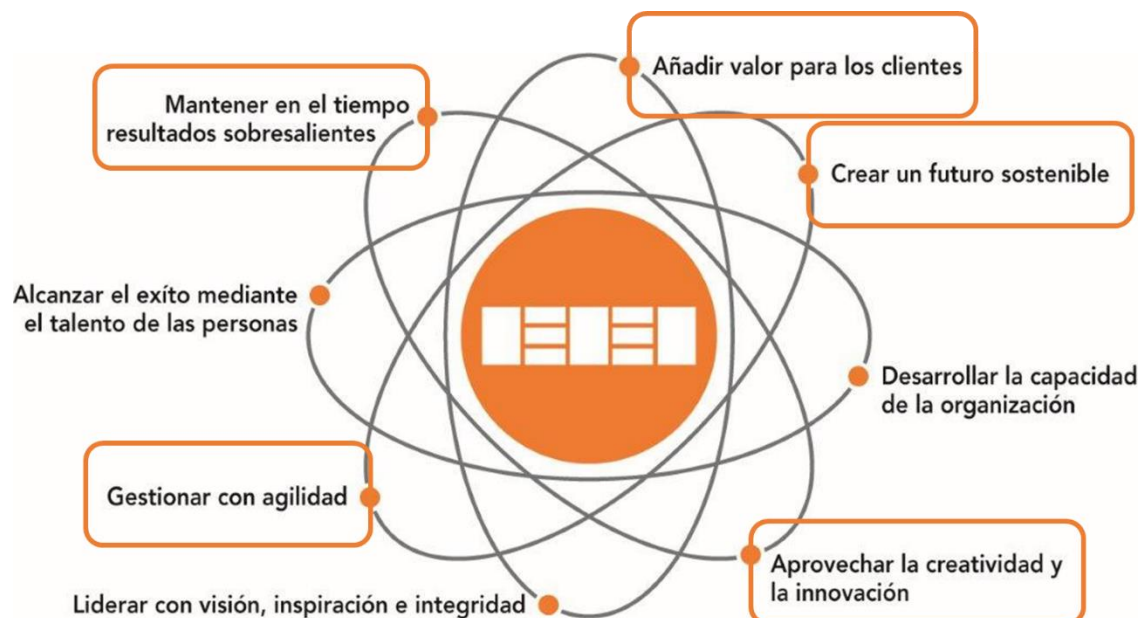 Añadir valor para los clientes
Mantener en el tiempo
resultados sobresalientes
Crear un futuro sostenible
Alcanzar el exíto mediante
el talento de las personas
Desarrollar la capacidad
de la organización
Gestionar con agilidad
Aprovechar la creatividad y
la innovación
Liderar con visión, inspiración e integridad